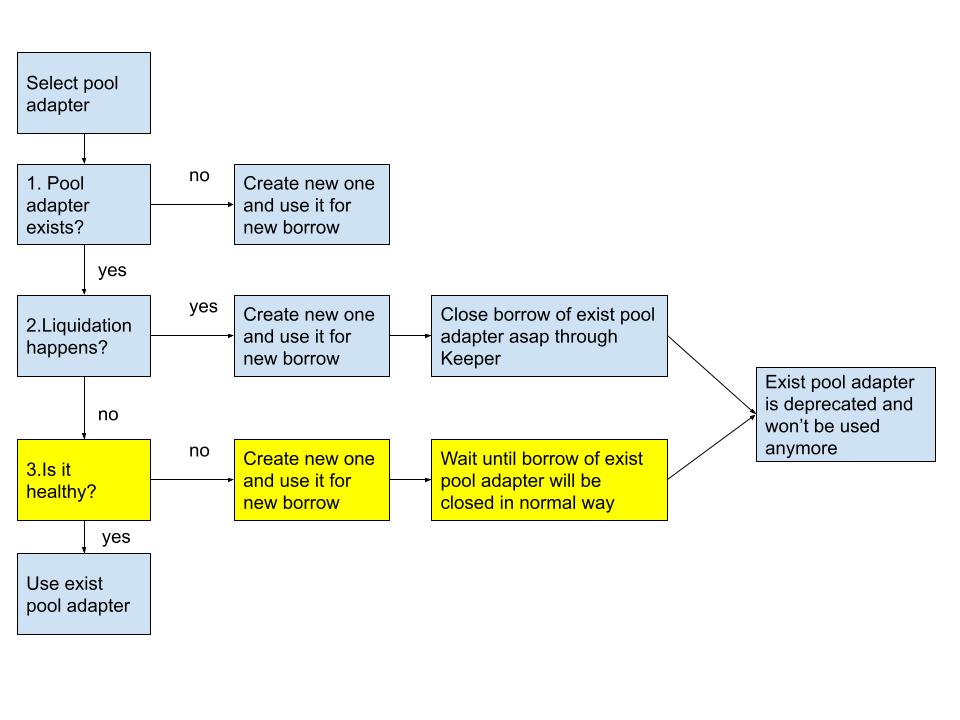 Select pool
adapter
1. Pool
adapter
exists?
no
Create new one
and use it for
new borrow
yes
2.Liquidation
happens?
yes
Create new one
and use it for
new borrow
Close borrow of exist pool
adapter asap through
Keeper
Exist pool adapter
is deprecated and
won’t be used
anymore
no
3.Is it
healthy?
no
Create new one
and use it for
new borrow
Wait until borrow of exist
pool adapter will be
closed in normal way
yes
Use exist
pool adapter